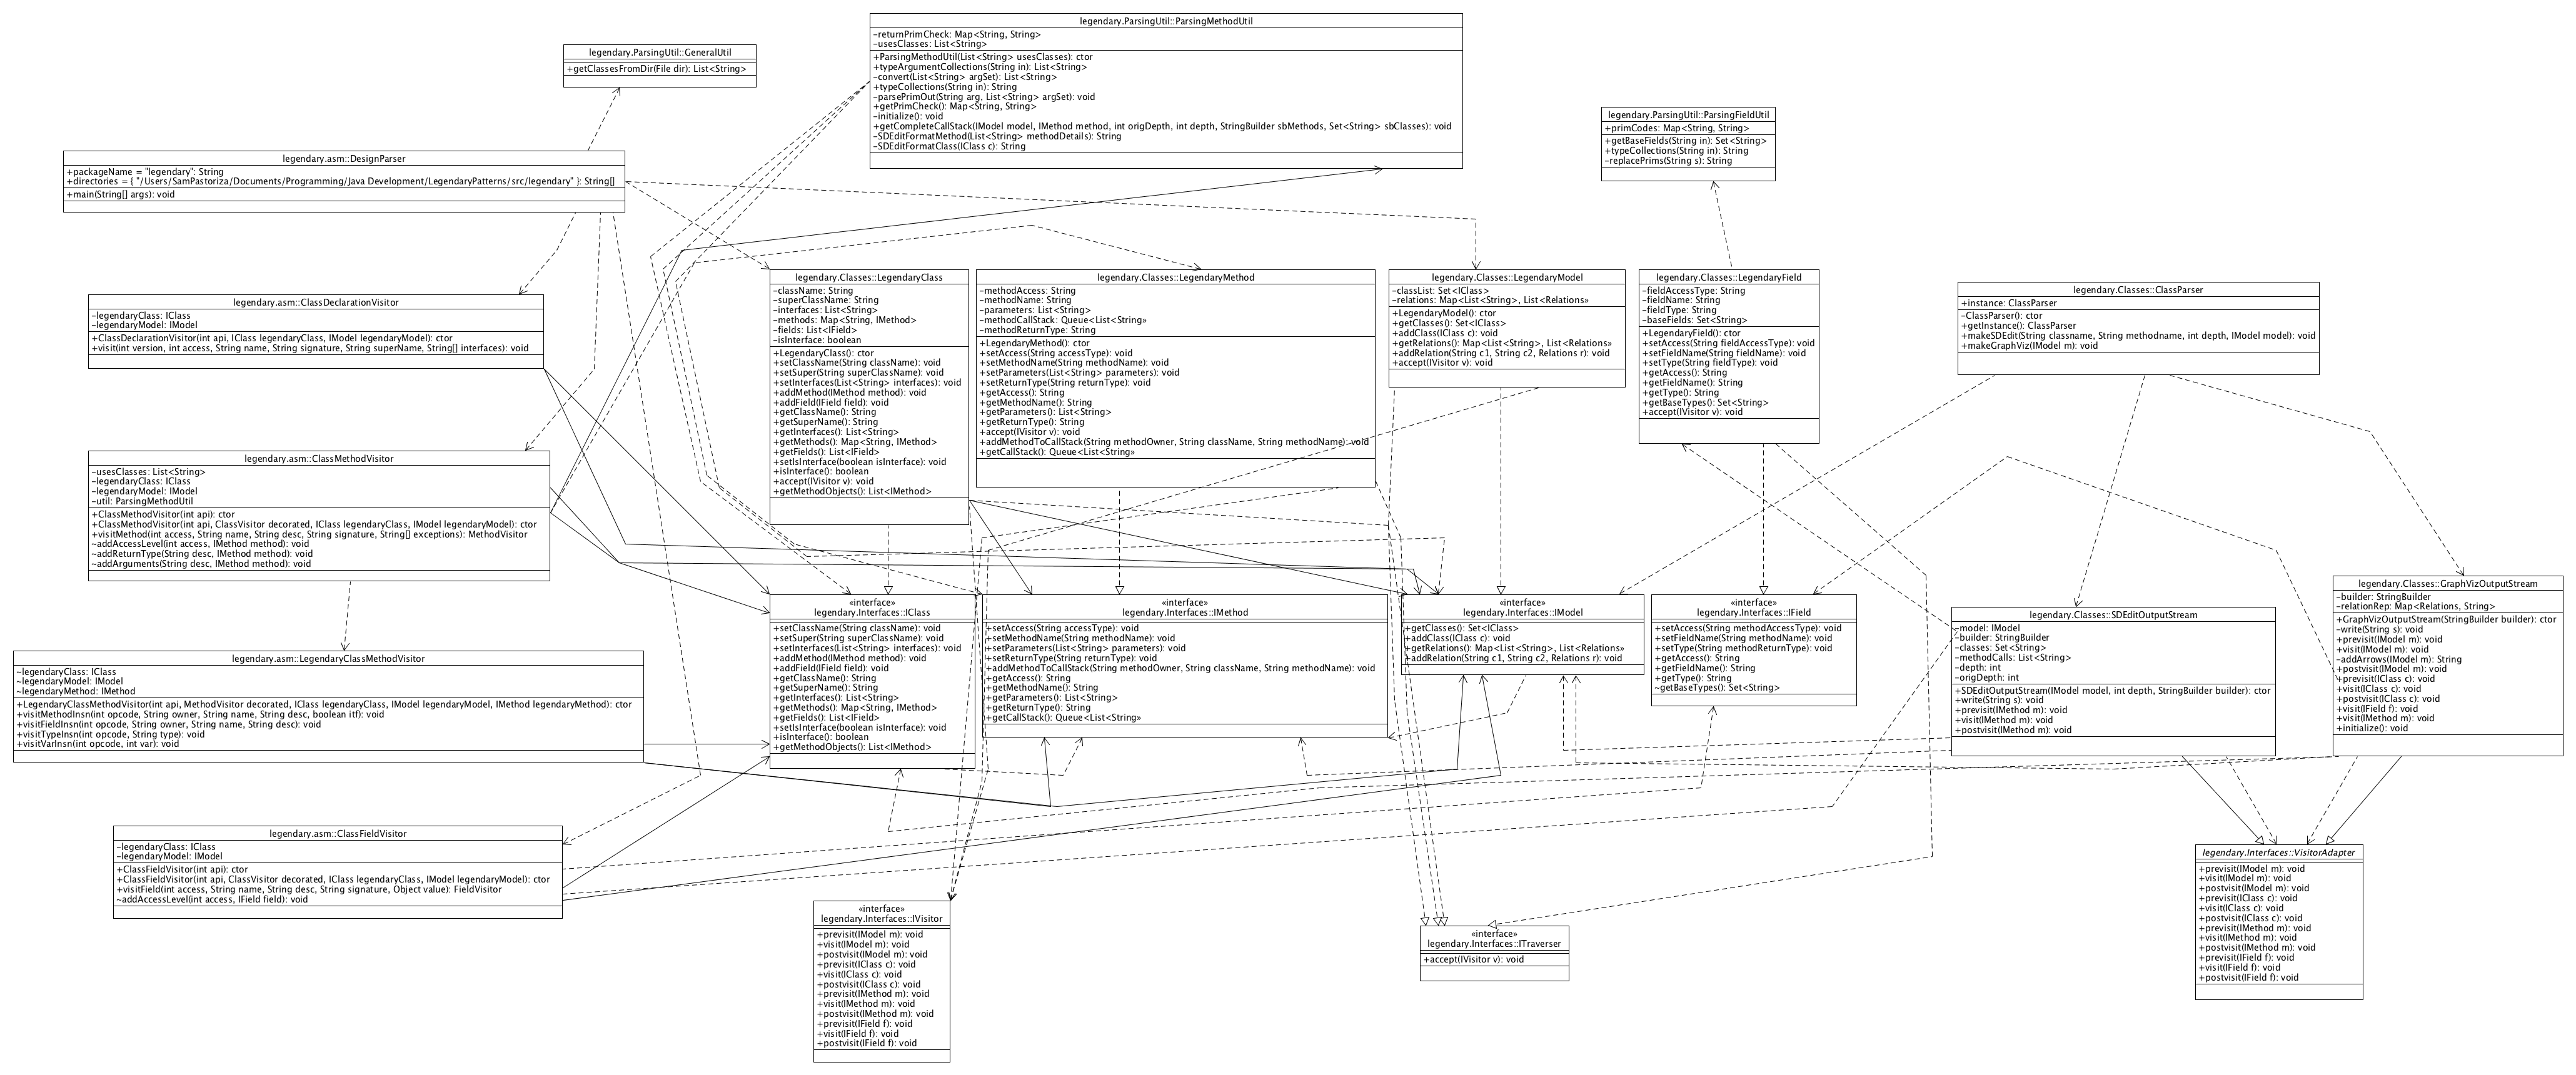 legendary.ParsingUtil::ParsingMethodUtil
-returnPrimCheck: Map<String, String>
-usesClasses: List<String>
+ParsingMethodUtil(List<String> usesClasses): ctor
+typeArgumentCollections(String in): List<String>
-convert(List<String> argSet): List<String>
+typeCollections(String in): String
-parsePrimOut(String arg, List<String> argSet): void
+getPrimCheck(): Map<String, String>
-initialize(): void
+getCompleteCallStack(IModel model, IMethod method, int origDepth, int depth, StringBuilder sbMethods, Set<String> sbClasses): void
-SDEditFormatMethod(List<String> methodDetails): String
-SDEditFormatClass(IClass c): String
legendary.ParsingUtil::GeneralUtil
+getClassesFromDir(File dir): List<String>
legendary.ParsingUtil::ParsingFieldUtil
+primCodes: Map<String, String>
+getBaseFields(String in): Set<String>
+typeCollections(String in): String
-replacePrims(String s): String
legendary.asm::DesignParser
+packageName = "legendary": String
+directories = { "/Users/SamPastoriza/Documents/Programming/Java Development/LegendaryPatterns/src/legendary" }: String[]
+main(String[] args): void
legendary.asm::ClassDeclarationVisitor
-legendaryClass: IClass
-legendaryModel: IModel
+ClassDeclarationVisitor(int api, IClass legendaryClass, IModel legendaryModel): ctor
+visit(int version, int access, String name, String signature, String superName, String[] interfaces): void
legendary.Classes::LegendaryClass
-className: String
-superClassName: String
-interfaces: List<String>
-methods: Map<String, IMethod>
-fields: List<IField>
-isInterface: boolean
+LegendaryClass(): ctor
+setClassName(String className): void
+setSuper(String superClassName): void
+setInterfaces(List<String> interfaces): void
+addMethod(IMethod method): void
+addField(IField field): void
+getClassName(): String
+getSuperName(): String
+getInterfaces(): List<String>
+getMethods(): Map<String, IMethod>
+getFields(): List<IField>
+setIsInterface(boolean isInterface): void
+isInterface(): boolean
+accept(IVisitor v): void
+getMethodObjects(): List<IMethod>
legendary.Classes::LegendaryMethod
-methodAccess: String
-methodName: String
-parameters: List<String>
-methodCallStack: Queue<List<String»
-methodReturnType: String
+LegendaryMethod(): ctor
+setAccess(String accessType): void
+setMethodName(String methodName): void
+setParameters(List<String> parameters): void
+setReturnType(String returnType): void
+getAccess(): String
+getMethodName(): String
+getParameters(): List<String>
+getReturnType(): String
+accept(IVisitor v): void
+addMethodToCallStack(String methodOwner, String className, String methodName): void
+getCallStack(): Queue<List<String»
legendary.Classes::LegendaryModel
-classList: Set<IClass>
-relations: Map<List<String>, List<Relations»
+LegendaryModel(): ctor
+getClasses(): Set<IClass>
+addClass(IClass c): void
+getRelations(): Map<List<String>, List<Relations»
+addRelation(String c1, String c2, Relations r): void
+accept(IVisitor v): void
legendary.Classes::LegendaryField
-fieldAccessType: String
-fieldName: String
-fieldType: String
-baseFields: Set<String>
+LegendaryField(): ctor
+setAccess(String fieldAccessType): void
+setFieldName(String fieldName): void
+setType(String fieldType): void
+getAccess(): String
+getFieldName(): String
+getType(): String
+getBaseTypes(): Set<String>
+accept(IVisitor v): void
legendary.Classes::ClassParser
+instance: ClassParser
-ClassParser(): ctor
+getInstance(): ClassParser
+makeSDEdit(String classname, String methodname, int depth, IModel model): void
+makeGraphViz(IModel m): void
legendary.asm::ClassMethodVisitor
-usesClasses: List<String>
-legendaryClass: IClass
-legendaryModel: IModel
-util: ParsingMethodUtil
+ClassMethodVisitor(int api): ctor
+ClassMethodVisitor(int api, ClassVisitor decorated, IClass legendaryClass, IModel legendaryModel): ctor
+visitMethod(int access, String name, String desc, String signature, String[] exceptions): MethodVisitor
~addAccessLevel(int access, IMethod method): void
~addReturnType(String desc, IMethod method): void
~addArguments(String desc, IMethod method): void
legendary.asm::LegendaryClassMethodVisitor
~legendaryClass: IClass
~legendaryModel: IModel
~legendaryMethod: IMethod
+LegendaryClassMethodVisitor(int api, MethodVisitor decorated, IClass legendaryClass, IModel legendaryModel, IMethod legendaryMethod): ctor
+visitMethodInsn(int opcode, String owner, String name, String desc, boolean itf): void
+visitFieldInsn(int opcode, String owner, String name, String desc): void
+visitTypeInsn(int opcode, String type): void
+visitVarInsn(int opcode, int var): void
«interface»
legendary.Interfaces::IClass
+setClassName(String className): void
+setSuper(String superClassName): void
+setInterfaces(List<String> interfaces): void
+addMethod(IMethod method): void
+addField(IField field): void
+getClassName(): String
+getSuperName(): String
+getInterfaces(): List<String>
+getMethods(): Map<String, IMethod>
+getFields(): List<IField>
+setIsInterface(boolean isInterface): void
+isInterface(): boolean
+getMethodObjects(): List<IMethod>
«interface»
legendary.Interfaces::IMethod
+setAccess(String accessType): void
+setMethodName(String methodName): void
+setParameters(List<String> parameters): void
+setReturnType(String returnType): void
+addMethodToCallStack(String methodOwner, String className, String methodName): void
+getAccess(): String
+getMethodName(): String
+getParameters(): List<String>
+getReturnType(): String
+getCallStack(): Queue<List<String»
«interface»
legendary.Interfaces::IModel
+getClasses(): Set<IClass>
+addClass(IClass c): void
+getRelations(): Map<List<String>, List<Relations»
+addRelation(String c1, String c2, Relations r): void
«interface»
legendary.Interfaces::IField
+setAccess(String methodAccessType): void
+setFieldName(String methodName): void
+setType(String methodReturnType): void
+getAccess(): String
+getFieldName(): String
+getType(): String
~getBaseTypes(): Set<String>
legendary.Classes::SDEditOutputStream
-model: IModel
-builder: StringBuilder
-classes: Set<String>
-methodCalls: List<String>
-depth: int
-origDepth: int
+SDEditOutputStream(IModel model, int depth, StringBuilder builder): ctor
+write(String s): void
+previsit(IMethod m): void
+visit(IMethod m): void
+postvisit(IMethod m): void
legendary.Classes::GraphVizOutputStream
-builder: StringBuilder
-relationRep: Map<Relations, String>
+GraphVizOutputStream(StringBuilder builder): ctor
-write(String s): void
+previsit(IModel m): void
+visit(IModel m): void
-addArrows(IModel m): String
+postvisit(IModel m): void
+previsit(IClass c): void
+visit(IClass c): void
+postvisit(IClass c): void
+visit(IField f): void
+visit(IMethod m): void
+initialize(): void
legendary.asm::ClassFieldVisitor
-legendaryClass: IClass
-legendaryModel: IModel
+ClassFieldVisitor(int api): ctor
+ClassFieldVisitor(int api, ClassVisitor decorated, IClass legendaryClass, IModel legendaryModel): ctor
+visitField(int access, String name, String desc, String signature, Object value): FieldVisitor
~addAccessLevel(int access, IField field): void
«interface»
legendary.Interfaces::IVisitor
+previsit(IModel m): void
+visit(IModel m): void
+postvisit(IModel m): void
+previsit(IClass c): void
+visit(IClass c): void
+postvisit(IClass c): void
+previsit(IMethod m): void
+visit(IMethod m): void
+postvisit(IMethod m): void
+previsit(IField f): void
+visit(IField f): void
+postvisit(IField f): void
«interface»
legendary.Interfaces::ITraverser
+accept(IVisitor v): void
legendary.Interfaces::VisitorAdapter
+previsit(IModel m): void
+visit(IModel m): void
+postvisit(IModel m): void
+previsit(IClass c): void
+visit(IClass c): void
+postvisit(IClass c): void
+previsit(IMethod m): void
+visit(IMethod m): void
+postvisit(IMethod m): void
+previsit(IField f): void
+visit(IField f): void
+postvisit(IField f): void